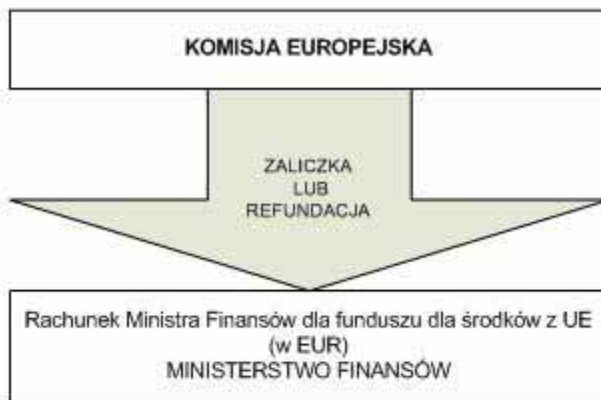 KOMISJA EUROPEJSKA
ZALICZKA
LUB
REFUNDACJA
Rachunek Ministra Finansów dla funduszu dla środków z UE
(w EUR)
MINISTERSTWO FINANSÓW